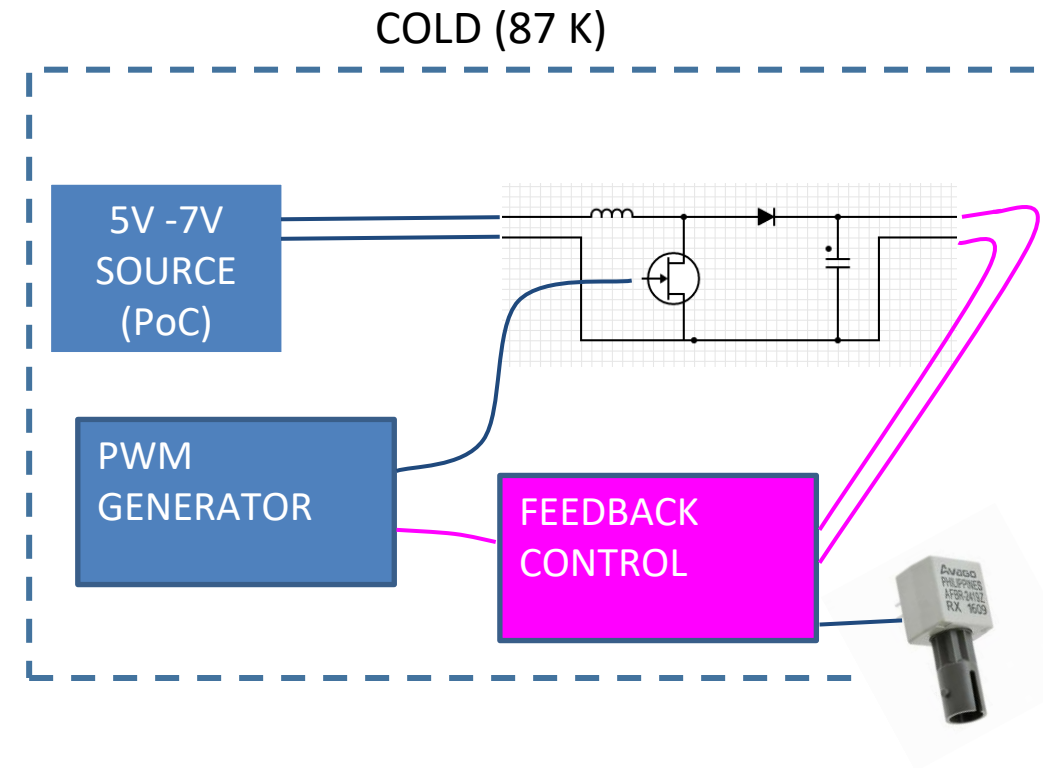 COLD (87 K)
5V -7V
SOURCE
(PoC)
PWM
GENERATOR
FEEDBACK
CONTROL
AVAGO
PHILIPPINES
AFBR-2419Z
RX 1609